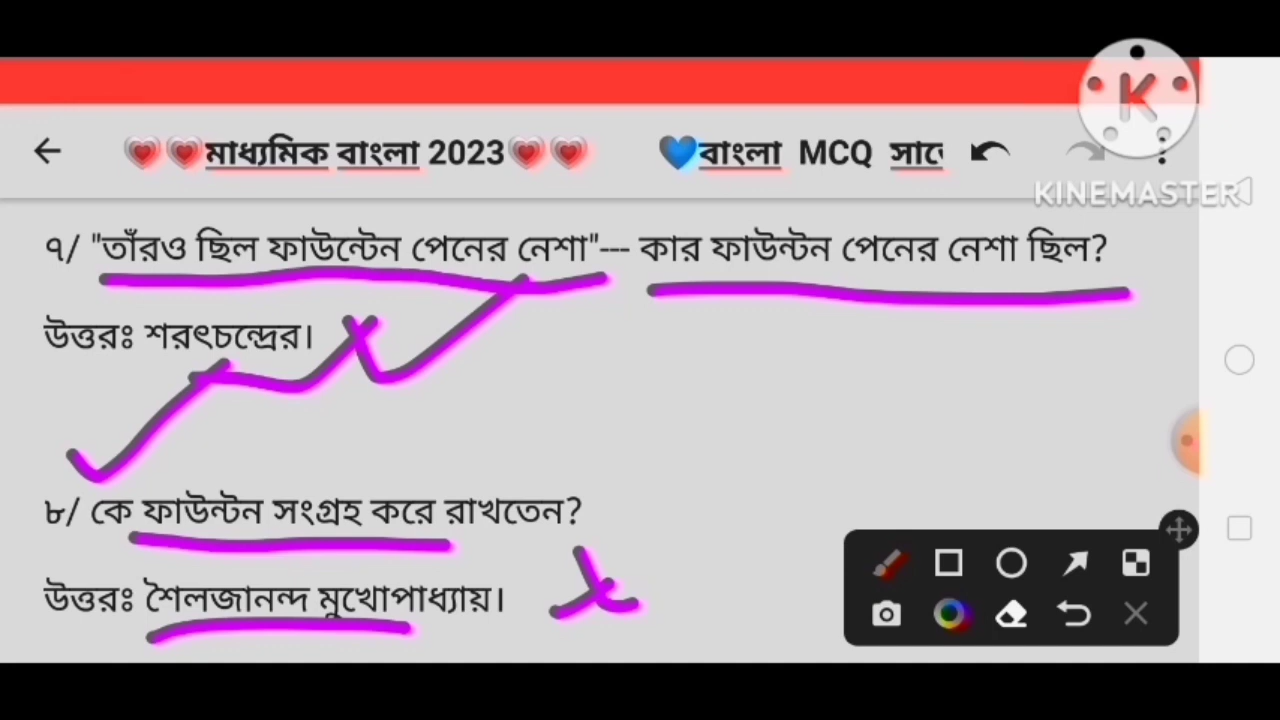 মাধ্যমিক বাংলা 2023 বাংলা MCQ সাজে
KINEMASTER
৭/ "তাঁরও ছিল ফাউন্টেন পেনের নেশা"--- কার ফাউন্টন পেনের নেশা ছিল?
উত্তরঃ শরৎচন্দ্রের।
৮/ কে ফাউন্টন সংগ্রহ করে রাখতেন?
উত্তরঃ শৈলজানন্দ মুখোপাধ্যায়।